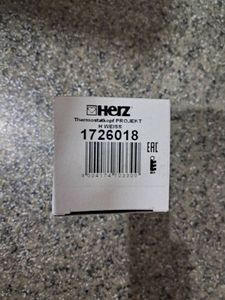 HERZ
Thermostatkopf PROJEKT
H WEISS
1726018
EAC